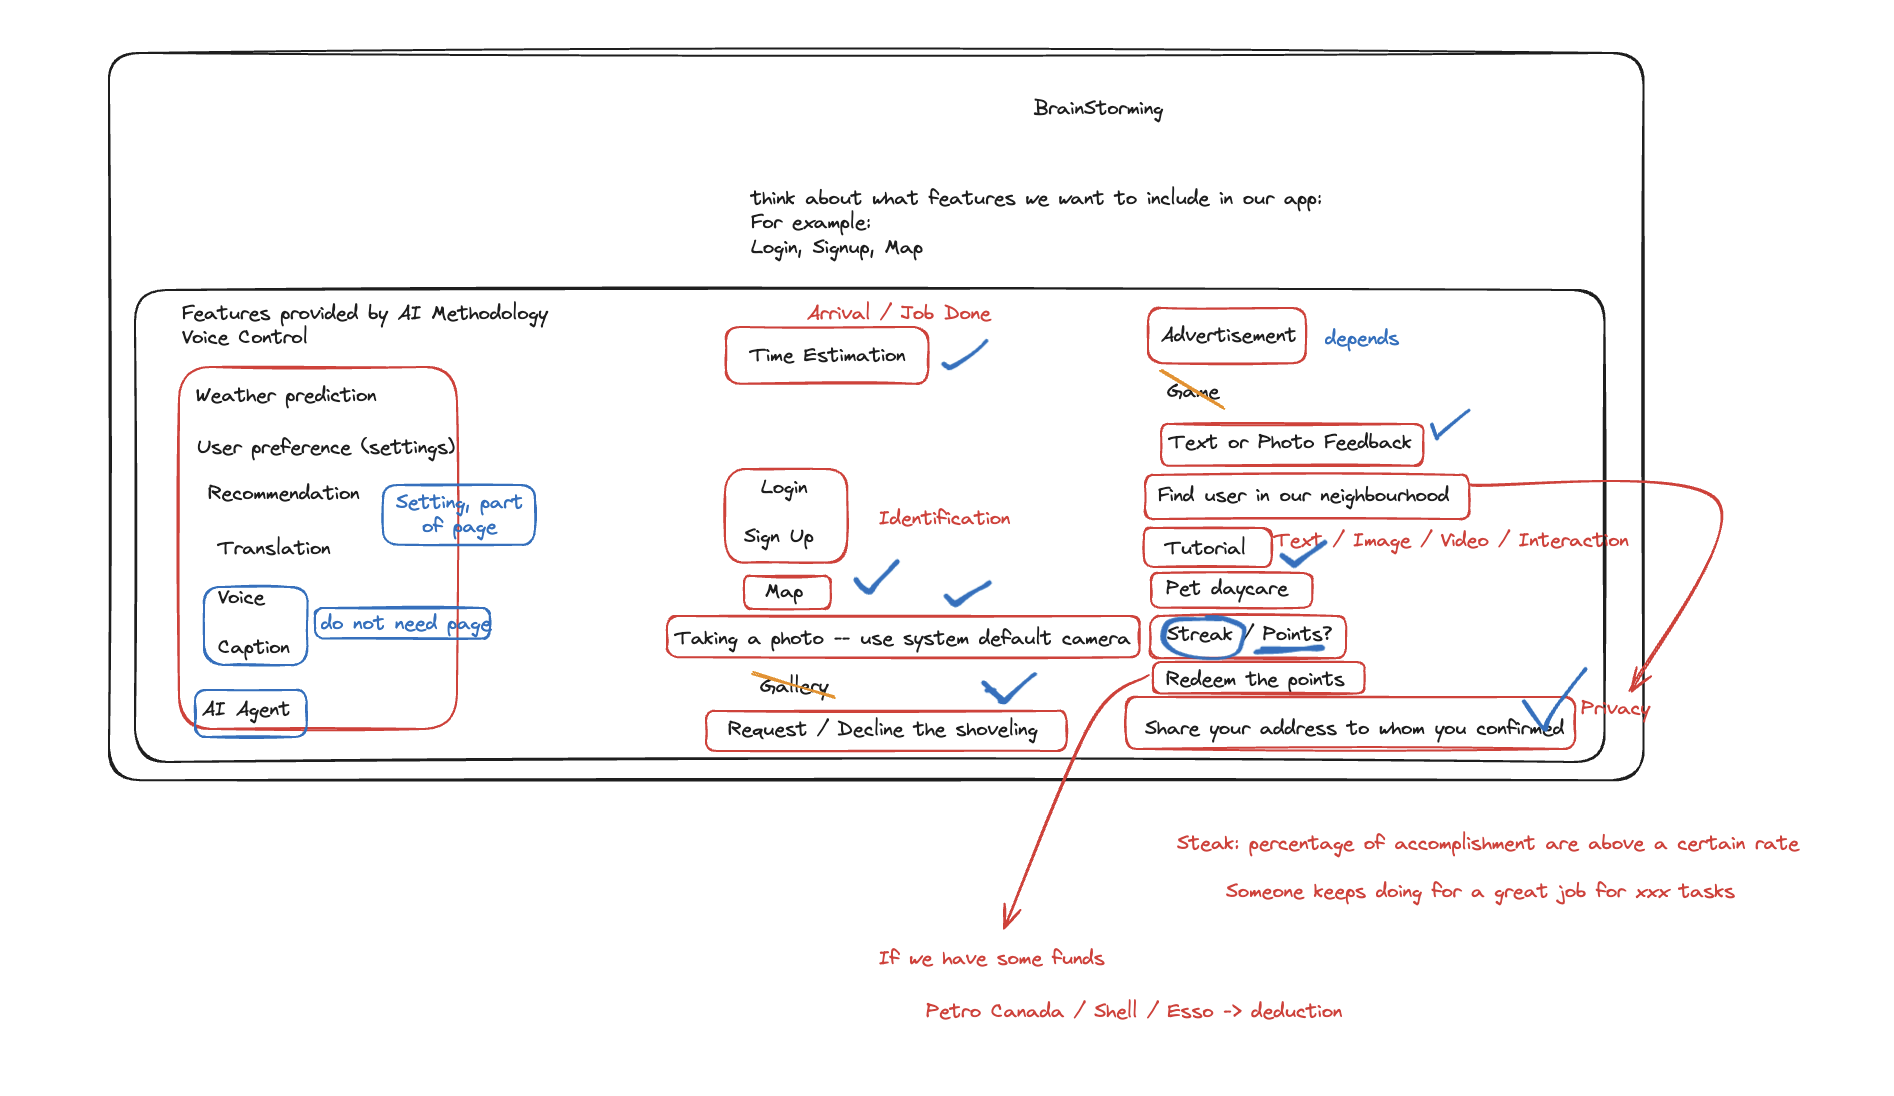 BrainStorming
think about what features we want to include in our app:
For example:
Login, Signup, Map
Features provided by AI Methodology
Voice Control
Weather prediction
User preference (settings)
Recommendation
Setting, part
of page
Translation
Voice
Caption
do not need page
AI Agent
Arrival / Job Done
Time Estimation
Login
Sign Up
Identification
Map
Taking a photo -- use system default camera
Gallery
Request / Decline the shoveling
Advertisement
depends
Game
Text or Photo Feedback
Find user in our neighbourhood
Tutorial
Text / Image / Video / Interaction
Pet daycare
Streak / Points?
Redeem the points
Share your address to whom you confirmed
Privacy
Steak: percentage of accomplishment are above a certain rate
Someone keeps doing for a great job for xxx tasks
If we have some funds
Petro Canada / Shell / Esso -> deduction